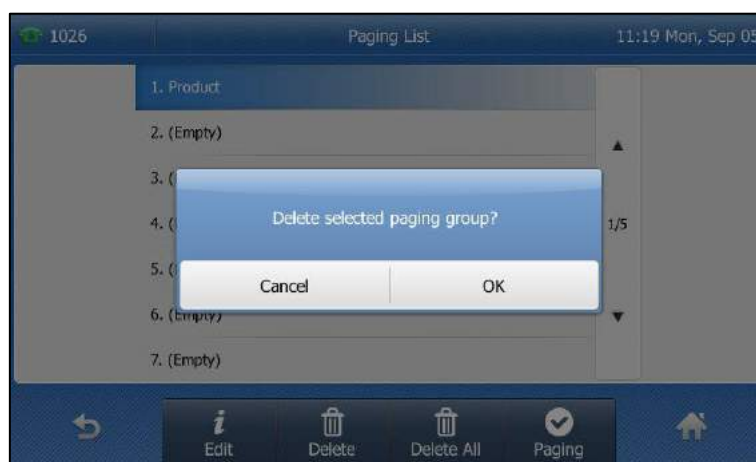 1026 Paging List 11:19 Mon, Sep 05
1. Product
2. (Empty)
3. (
4. (
Delete selected paging group?
1/5
5. (
Cancel OK
6. (Empty)
7. (Empty)
Edit Delete Delete All Paging